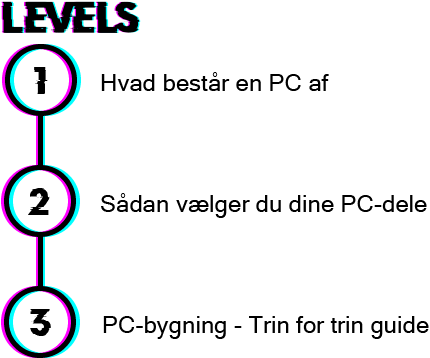 LEVELS
1
Hvad består en PC af
2
Sådan vælger du dine PC-dele
3
PC-bygning - Trin for trin guide